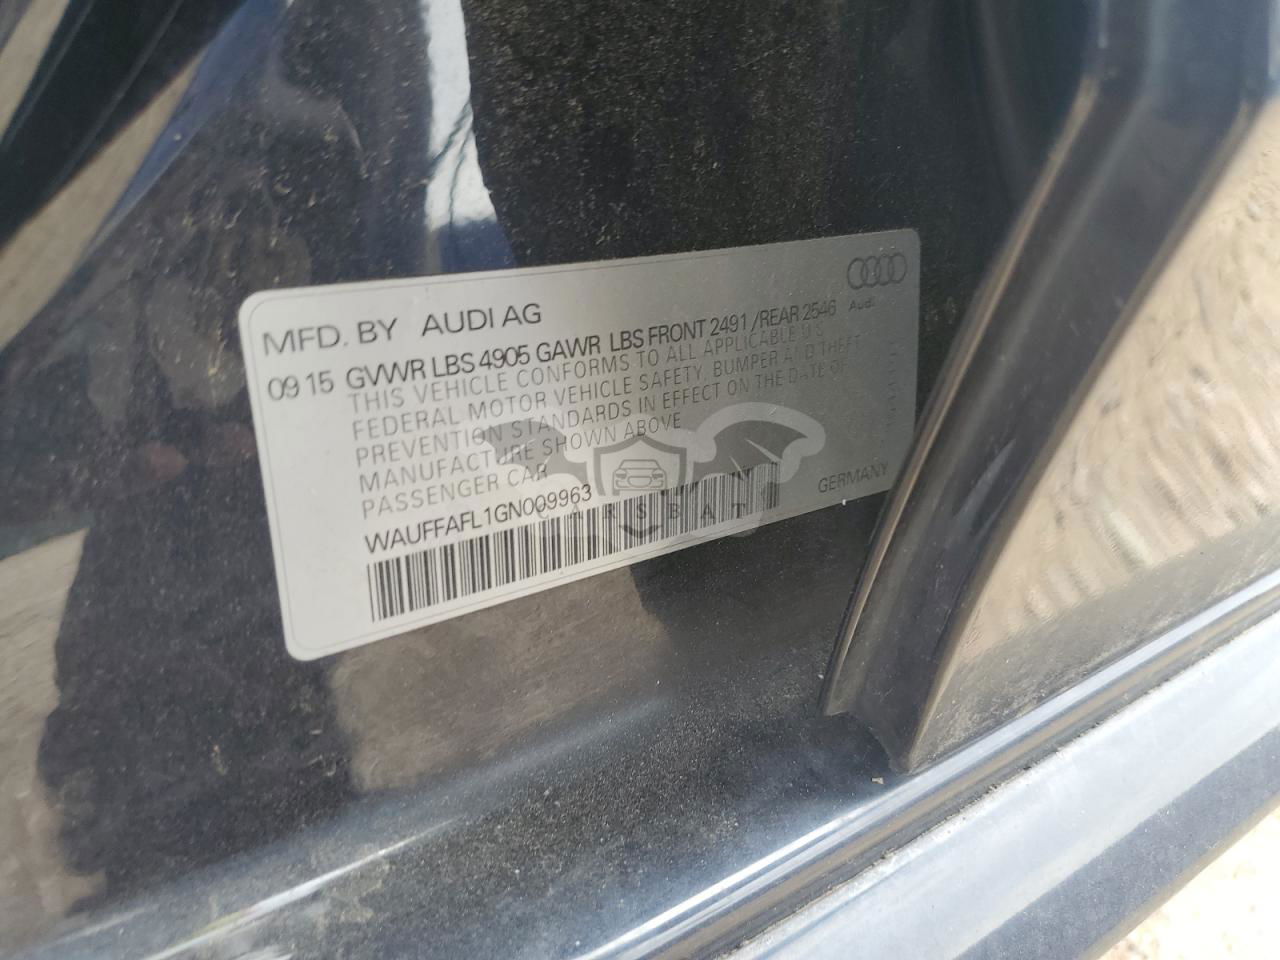 MFD. BY AUDI AG
Audi
09 15 GVWR LBS 4905 GAWR LBS FRONT 2491 / REAR 2546
THIS VEHICLE CONFORMS TO ALL APPLICABLE U.S.
FEDERAL MOTOR VEHICLE SAFETY, BUMPER AND THEFT
PREVENTION STANDARDS IN EFFECT ON THE DATE OF
MANUFACTURE SHOWN ABOVE
PASSENGER CAR
WAUFFAFL1GN009963
GERMANY
CARSBAT